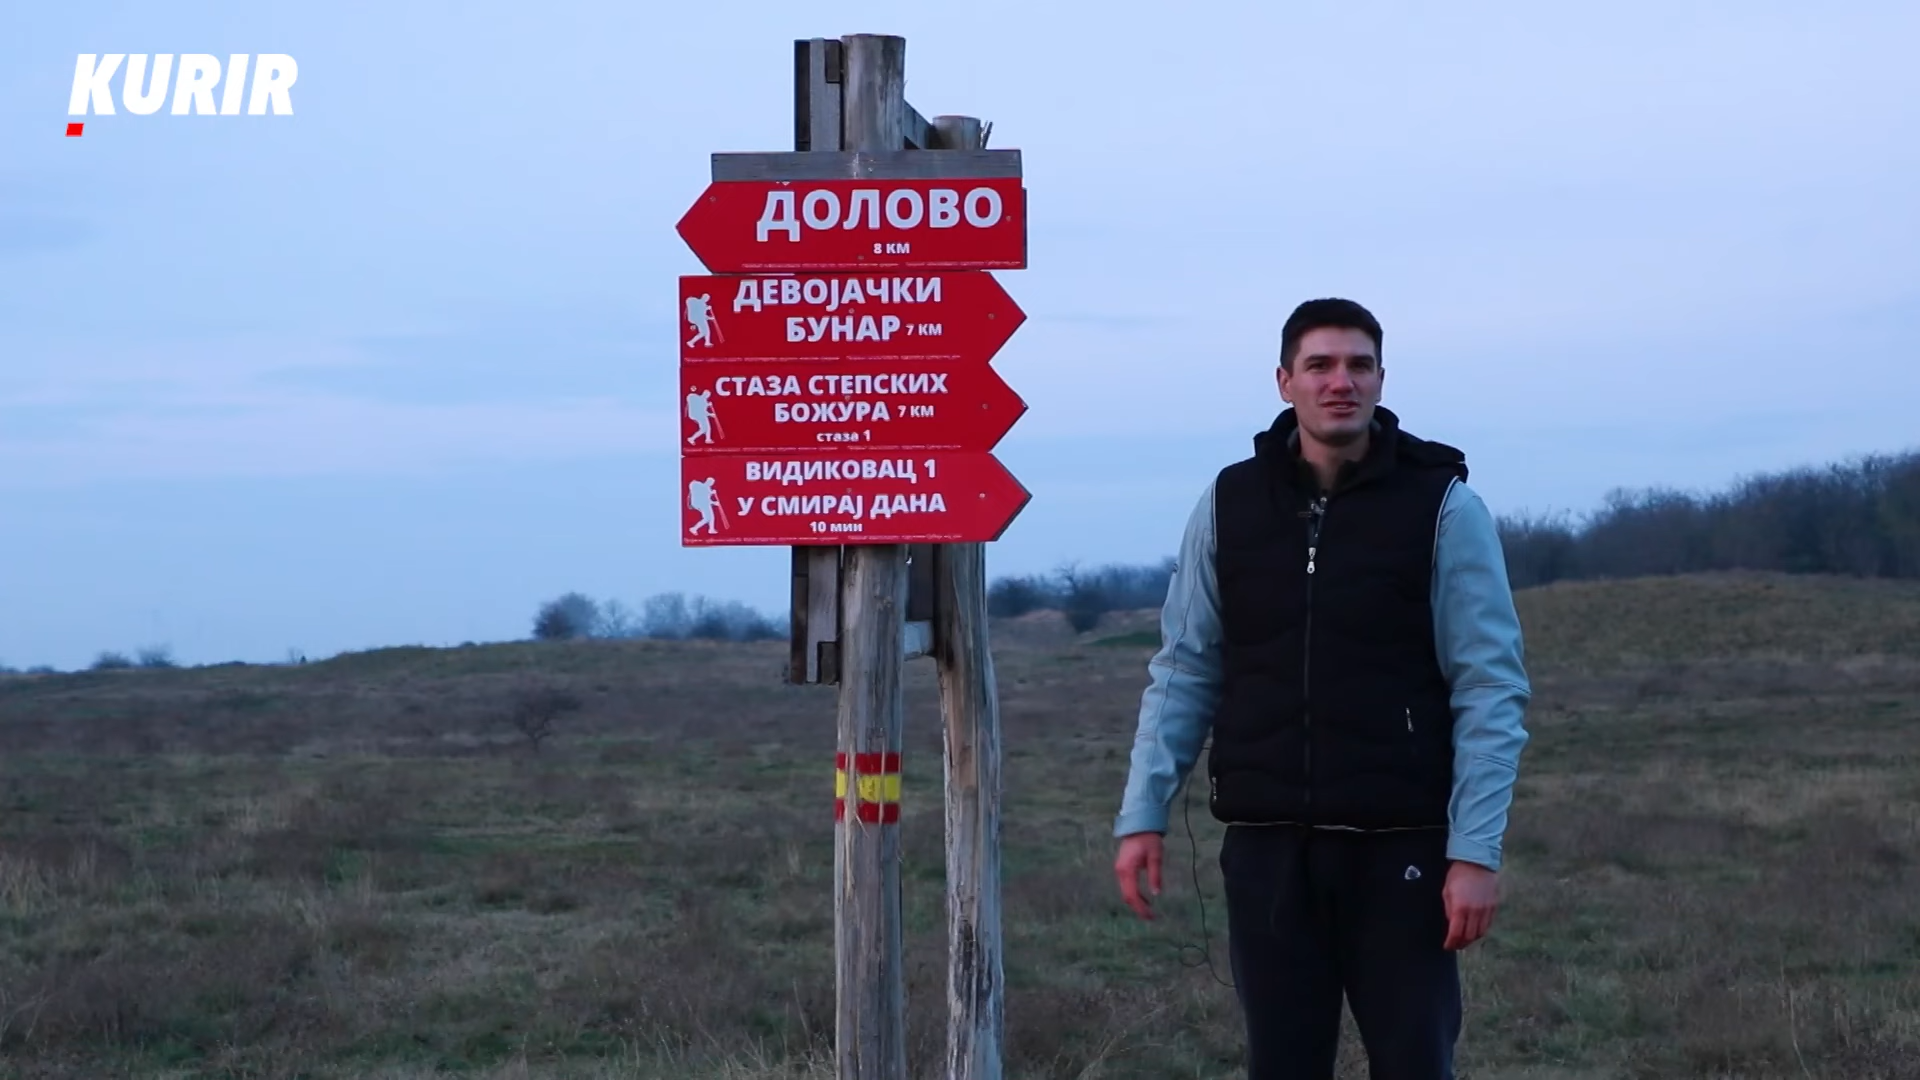 KURIR
ДОЛОВО
8 КМ
ДЕВОЈАЧКИ
БУНАР 7 КМ
СТАЗА СТЕПСКИХ
БОЖУРА 7 КМ
стаза 1
ВИДИКОВАЦ 1
У СМИРАЈ ДАНА
10 мин